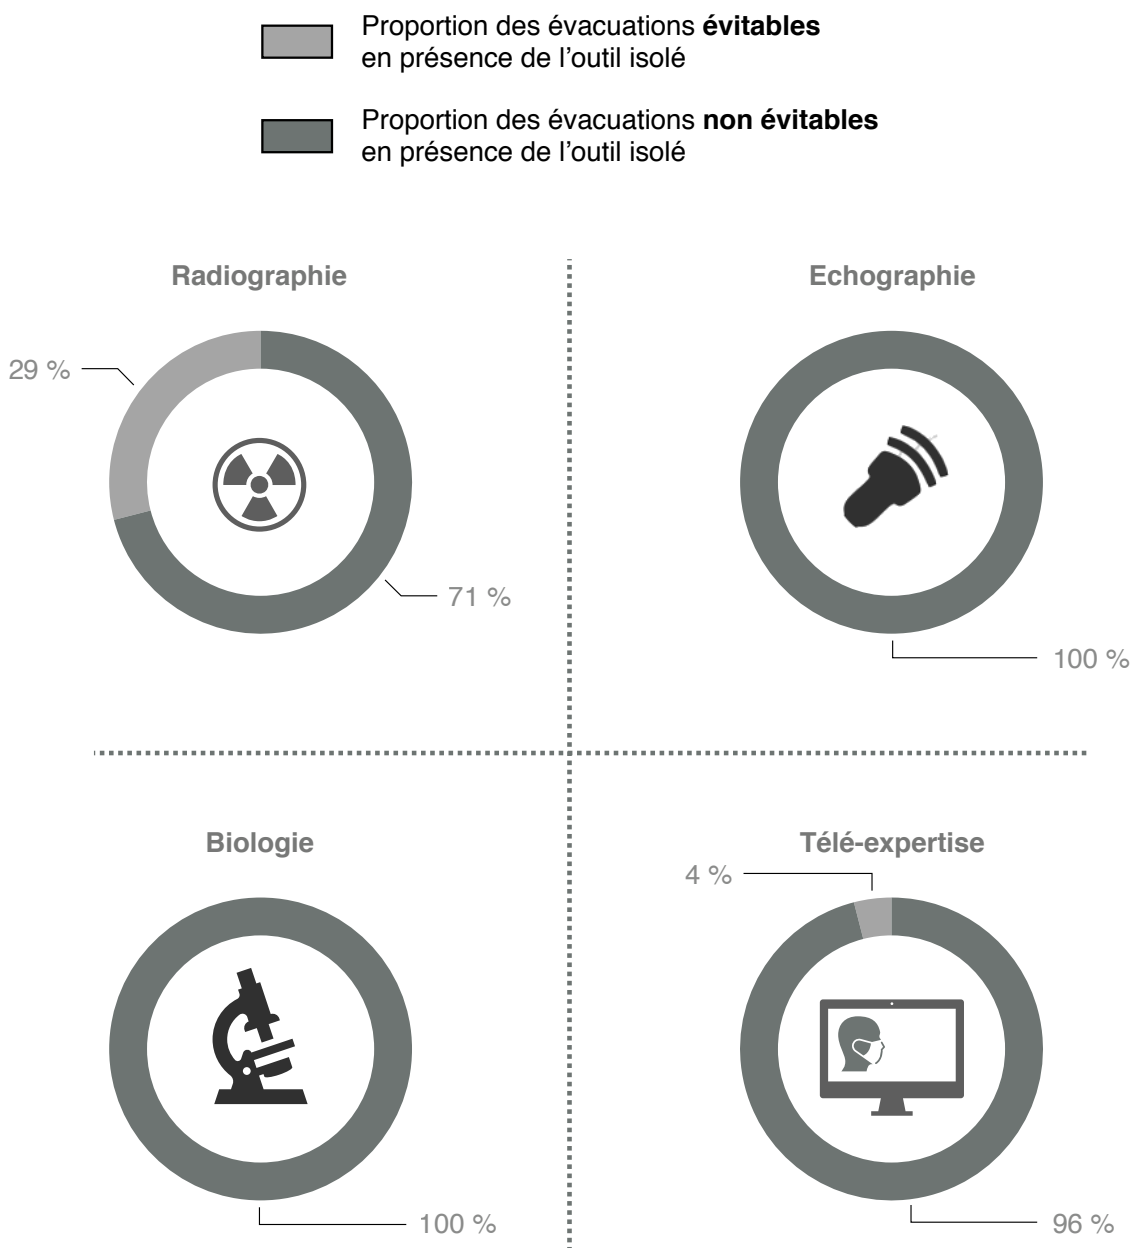 Proportion des évacuations évitables
en présence de l'outil isolé
Proportion des évacuations non évitables
en présence de l'outil isolé
Radiographie
29 %
71 %
Echographie
100 %
Biologie
100 %
Télé-expertise
4 %
96 %